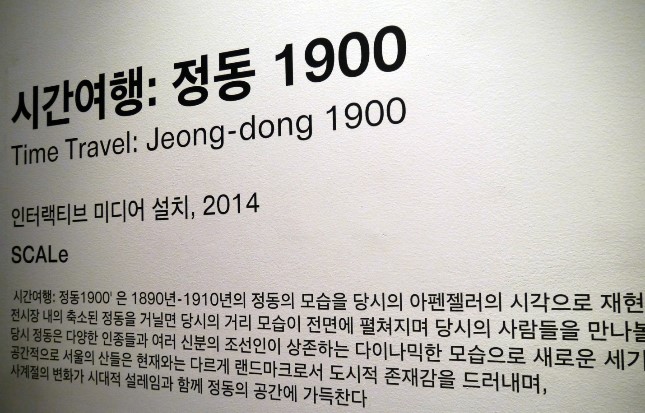 시간여행: 정동 1900
Time Travel: Jeong-dong 1900
인터랙티브 미디어 설치, 2014
SCALe
시간여행: 정동1900' 은 1890년-1910년의 정동의 모습을 당시의 아펜젤러의 시각으로 재현
전시장 내의 축소된 정동을 거닐면 당시의 거리 모습이 전면에 펼쳐지며 당시의 사람들을 만나볼
당시 정동은 다양한 인종들과 여러 신분의 조선인이 상존하는 다이나믹한 모습으로 새로운 세기
공간적으로 서울의 산들은 현재와는 다르게 랜드마크로서 도시적 존재감을 드러내며,
사계절의 변화가 시대적 설레임과 함께 정동의 공간에 가득찬다